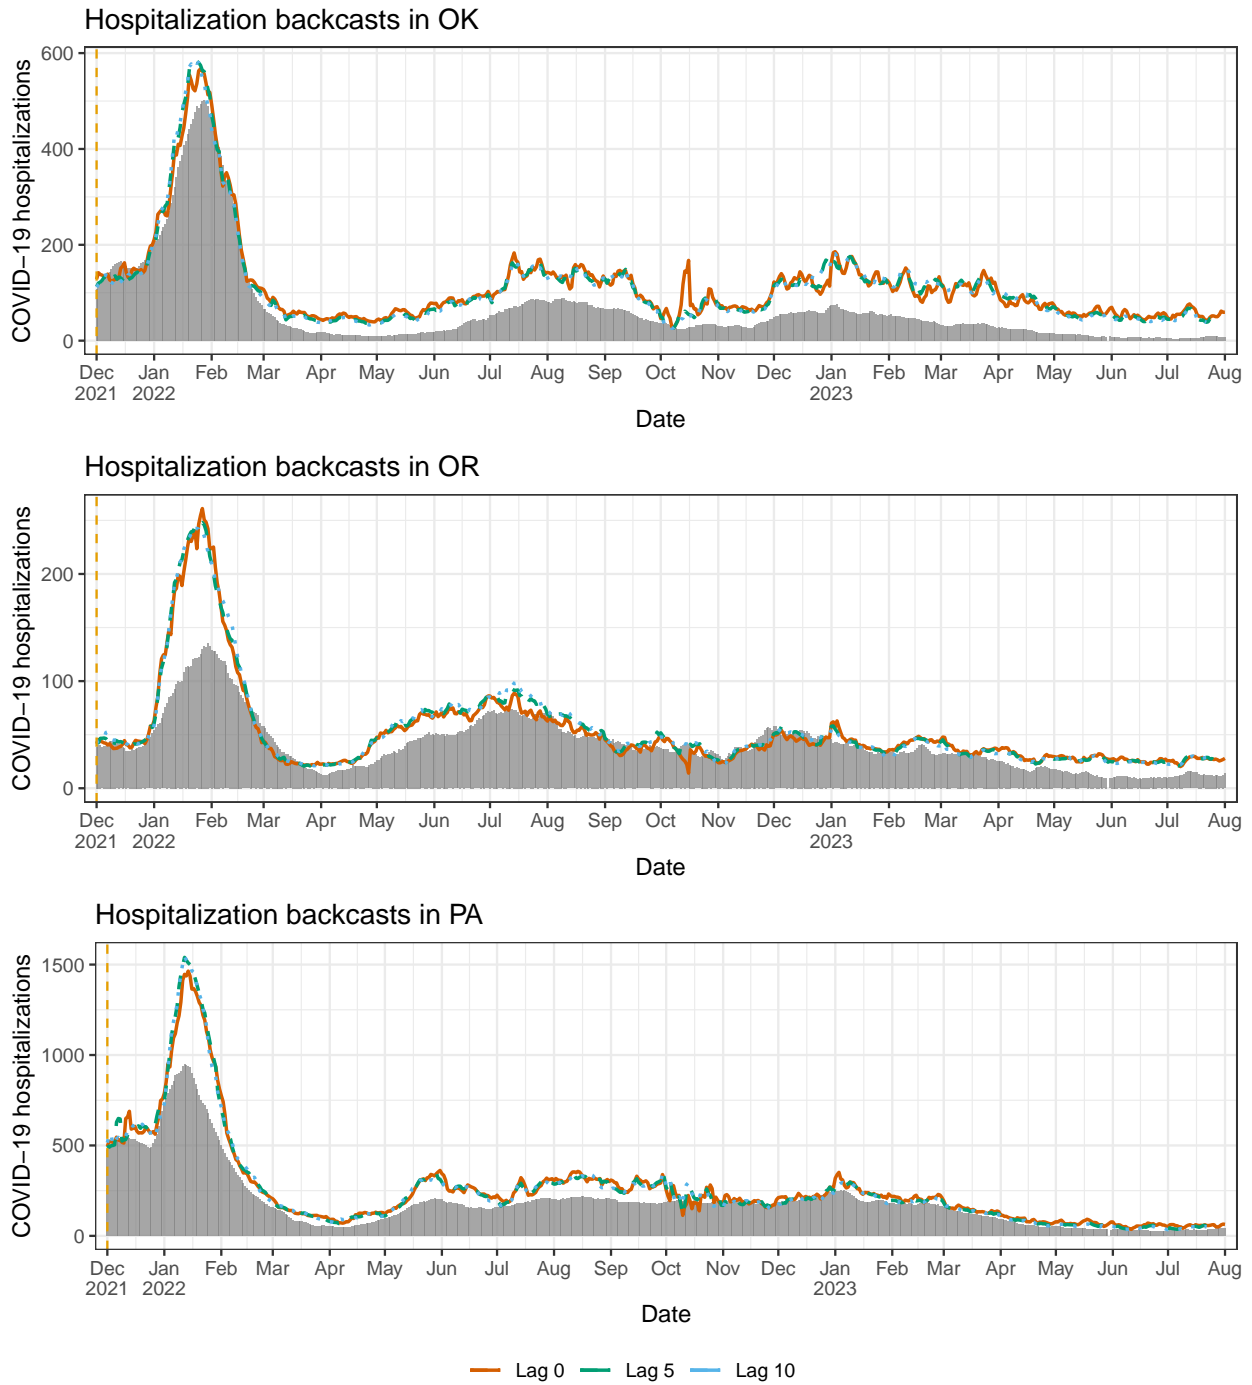 Hospitalization backcasts in OK
COVID−19 hospitalizations
600
400
200
0
Dec Jan Feb Mar Apr May Jun Jul Aug Sep Oct Nov Dec Jan Feb Mar Apr May Jun Jul Aug
2021 2022 2023
Date
Hospitalization backcasts in OR
COVID−19 hospitalizations
200
100
0
Dec Jan Feb Mar Apr May Jun Jul Aug Sep Oct Nov Dec Jan Feb Mar Apr May Jun Jul Aug
2021 2022 2023
Date
Hospitalization backcasts in PA
COVID−19 hospitalizations
1500
1000
500
0
Dec Jan Feb Mar Apr May Jun Jul Aug Sep Oct Nov Dec Jan Feb Mar Apr May Jun Jul Aug
2021 2022 2023
Date
Lag 0 Lag 5 Lag 10